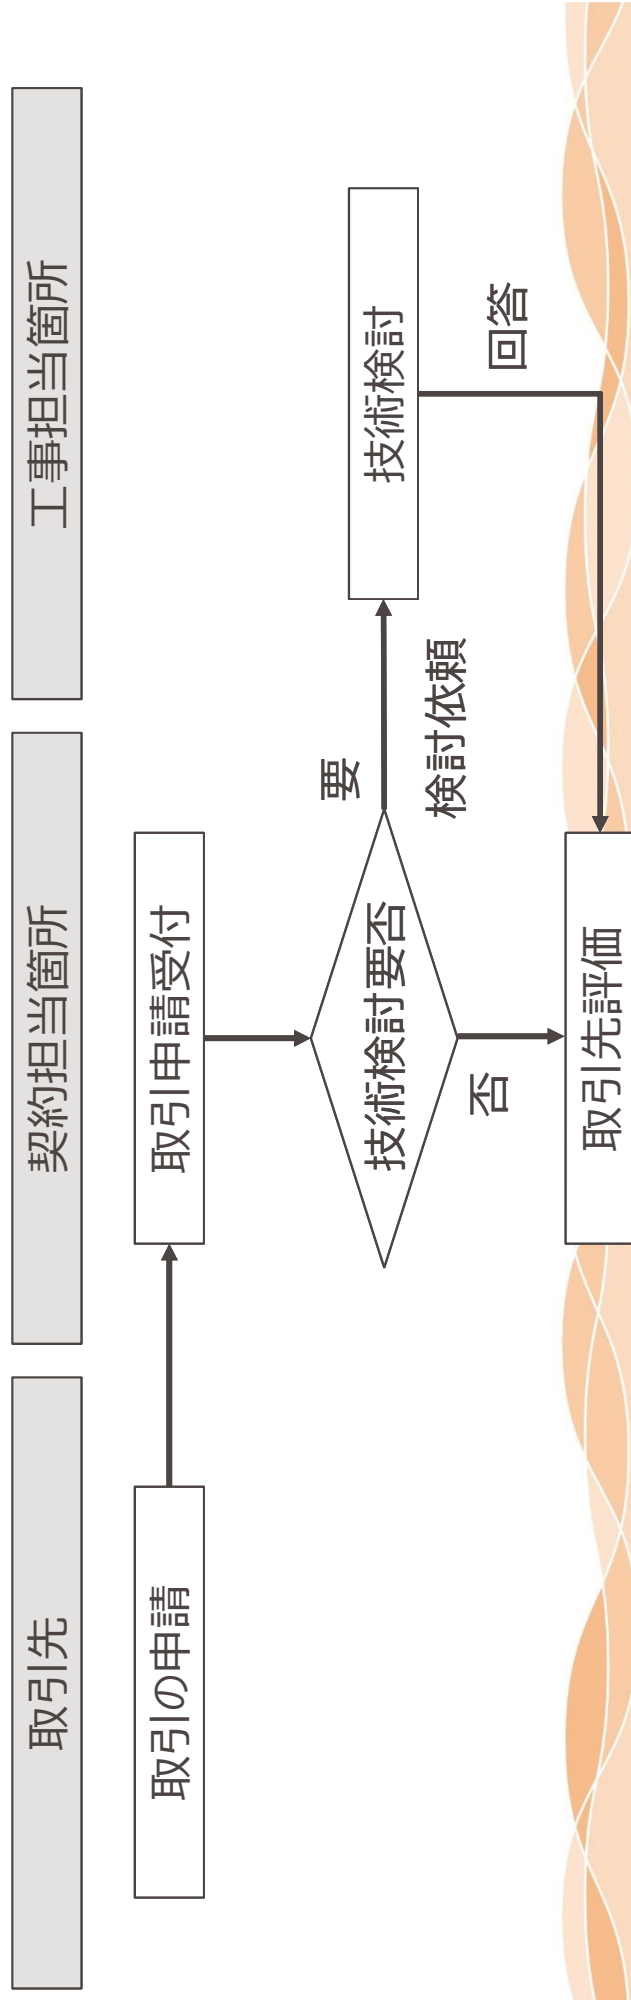 取引先
契約担当箇所
工事担当箇所
取引の申請
取引申請受付
要
技術検討要否
技術検討
検討依頼
否
回答
取引先評価